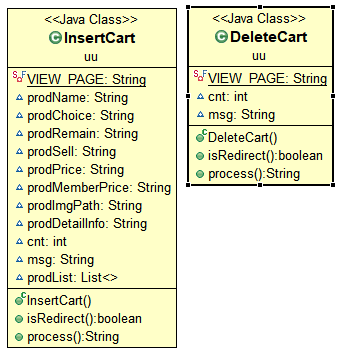 <<Java Class>>
InsertCart
uu
VIEW_PAGE: String
prodName: String
prodChoice: String
prodRemain: String
prodSell: String
prodPrice: String
prodMemberPrice: String
prodImgPath: String
prodDetailInfo: String
cnt: int
msg: String
prodList: List<>
InsertCart()
isRedirect():boolean
process():String
<<Java Class>>
DeleteCart
uu
VIEW_PAGE: String
cnt: int
msg: String
DeleteCart()
isRedirect():boolean
process():String